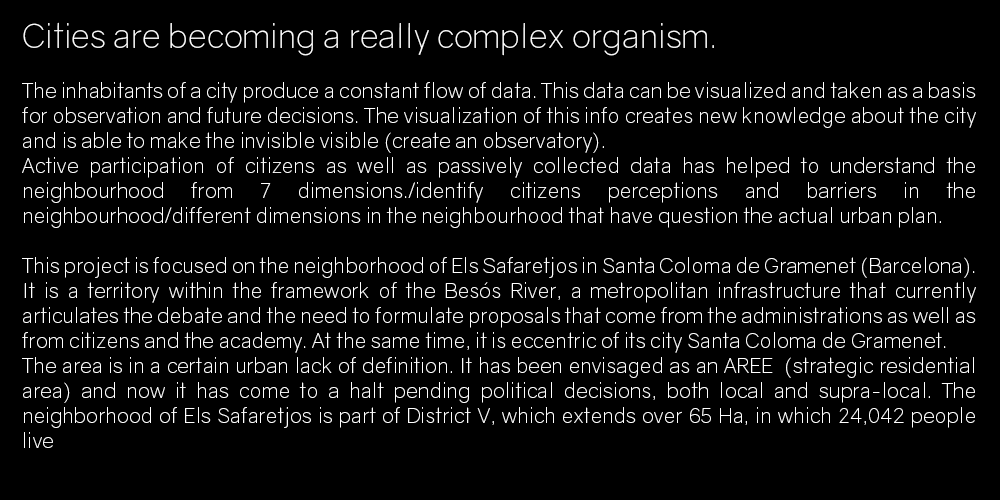 Cities are becoming a really complex organism.
The inhabitants of a city produce a constant flow of data. This data can be visualized and taken as a basis
for observation and future decisions. The visualization of this info creates new knowledge about the city
and is able to make the invisible visible (create an observatory).
Active participation of citizens as well as passively collected data has helped to understand the
neighbourhood from 7 dimensions./identify citizens perceptions and barriers in the
neighbourhood/different dimensions in the neighbourhood that have question the actual urban plan.
This project is focused on the neighborhood of Els Safaretjos in Santa Coloma de Gramenet (Barcelona).
It is a territory within the framework of the Besós River, a metropolitan infrastructure that currently
articulates the debate and the need to formulate proposals that come from the administrations as well as
from citizens and the academy. At the same time, it is eccentric of its city Santa Coloma de Gramenet.
The area is in a certain urban lack of definition. It has been envisaged as an AREE (strategic residential
area) and now it has come to a halt pending political decisions, both local and supra-local. The
neighborhood of Els Safaretjos is part of District V, which extends over 65 Ha, in which 24,042 people
live